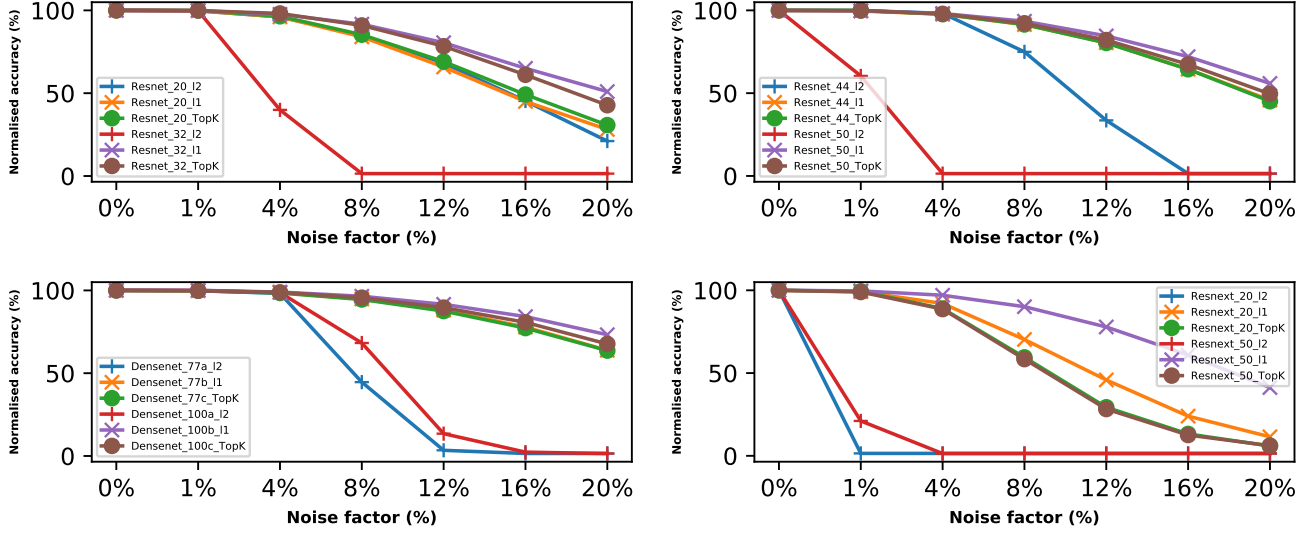 Normalised accuracy (%)
100
50
0
Resnet_20_l2
Resnet_20_l1
Resnet_20_TopK
Resnet_32_l2
Resnet_32_l1
Resnet_32_TopK
0% 1% 4% 8% 12% 16% 20%
Noise factor (%)
Normalised accuracy (%)
100
50
0
Resnet_44_l2
Resnet_44_l1
Resnet_44_TopK
Resnet_50_l2
Resnet_50_l1
Resnet_50_TopK
0% 1% 4% 8% 12% 16% 20%
Noise factor (%)
Normalised accuracy (%)
100
50
0
Densenet_77a_l2
Densenet_77b_l1
Densenet_77c_TopK
Densenet_100a_l2
Densenet_100b_l1
Densenet_100c_TopK
0% 1% 4% 8% 12% 16% 20%
Noise factor (%)
Normalised accuracy (%)
100
50
0
Resnext_20_l2
Resnext_20_l1
Resnext_20_TopK
Resnext_50_l2
Resnext_50_l1
Resnext_50_TopK
0% 1% 4% 8% 12% 16% 20%
Noise factor (%)